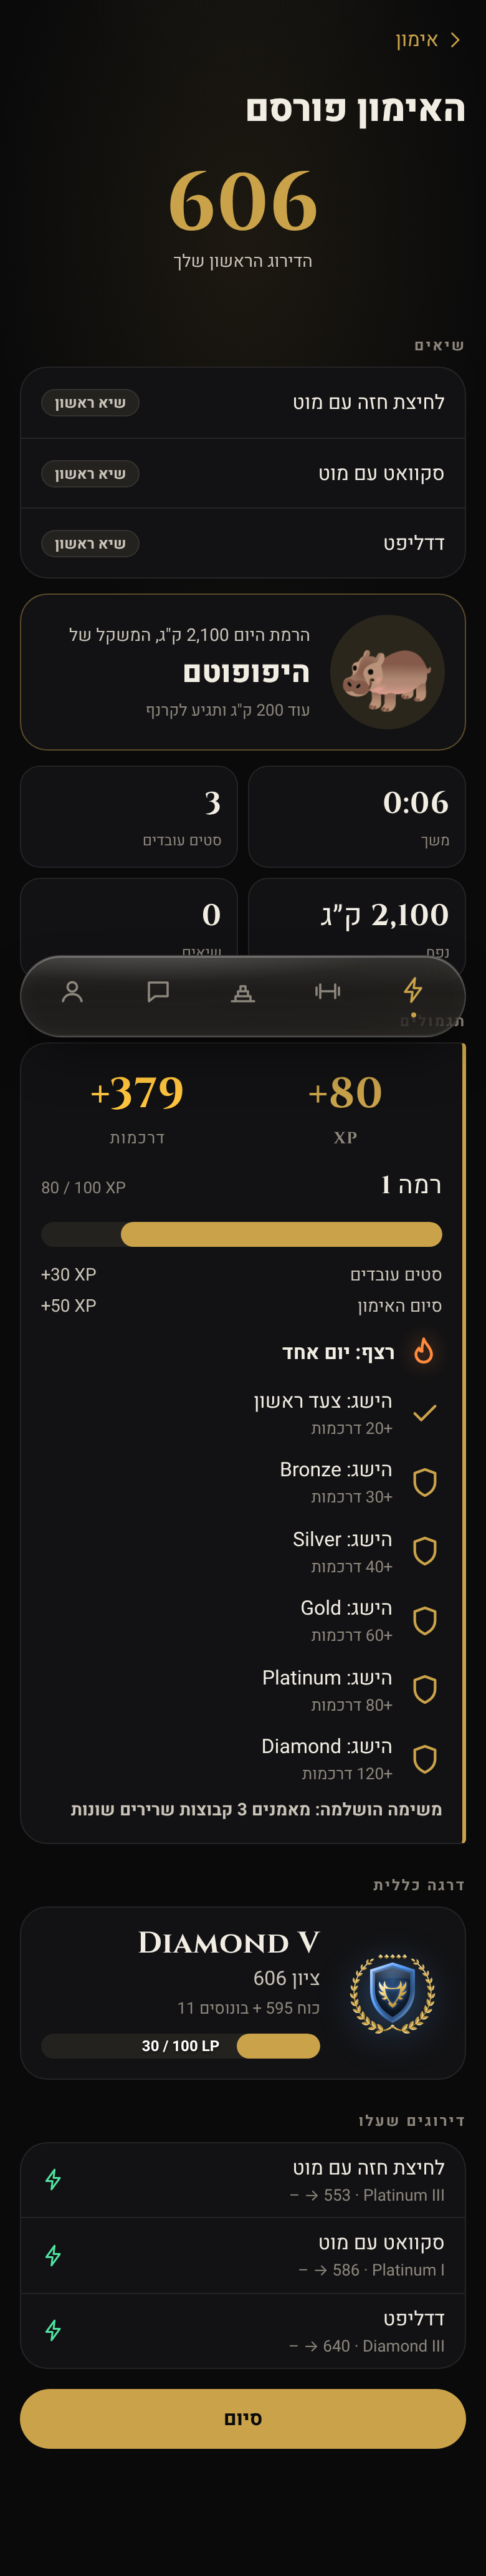 אימון
האימון פורסם
606
הדירוג הראשון שלך
שיאים
לחיצת חזה עם מוט
שיא ראשון
סקוואט עם מוט
שיא ראשון
דדליפט
שיא ראשון
הרמת היום 2,100 ק"ג, המשקל של
היפופוטם
עוד 200 ק"ג ותגיע לקרנף
0:06
משך
3
סטים עובדים
2,100 ק"ג
נפח
0
שיאים
תגמולים
+80
XP
+379
דרכמות
רמה 1
80 / 100 XP
סטים עובדים
+30 XP
סיום האימון
+50 XP
רצף: יום אחד
הישג: צעד ראשון
+20 דרכמות
הישג: Bronze
+30 דרכמות
הישג: Silver
+40 דרכמות
הישג: Gold
+60 דרכמות
הישג: Platinum
+80 דרכמות
הישג: Diamond
+120 דרכמות
משימה הושלמה: מאמנים 3 קבוצות שרירים שונות
דרגה כללית
DIAMOND V
ציון 606
כוח 595 + בונוסים 11
30 / 100 LP
דירוגים שעלו
לחיצת חזה עם מוט
– → 553 · Platinum III
סקוואט עם מוט
– → 586 · Platinum I
דדליפט
– → 640 · Diamond III
סיום